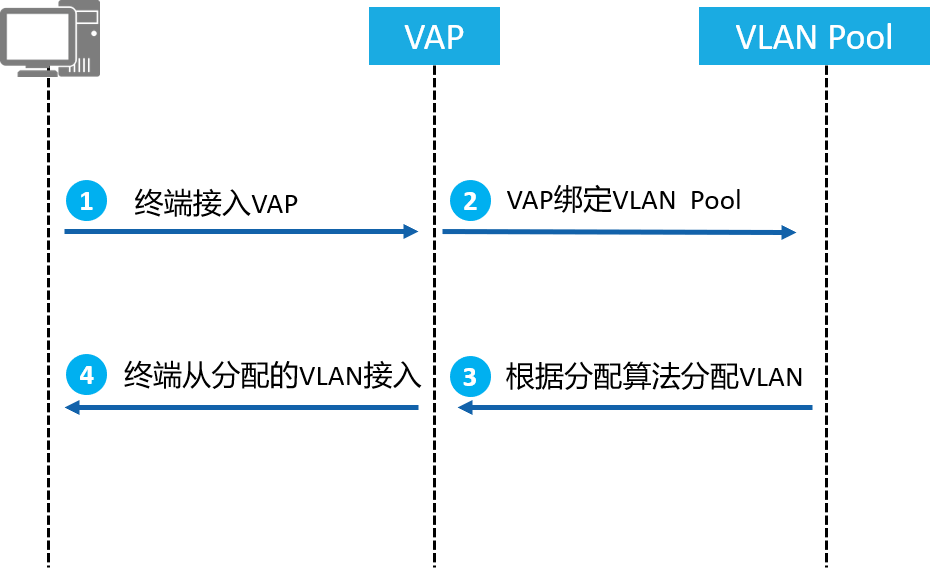 VAP
VLAN Pool
1
终端接入VAP
2
VAP绑定VLAN Pool
4
终端从分配的VLAN接入
3
根据分配算法分配VLAN